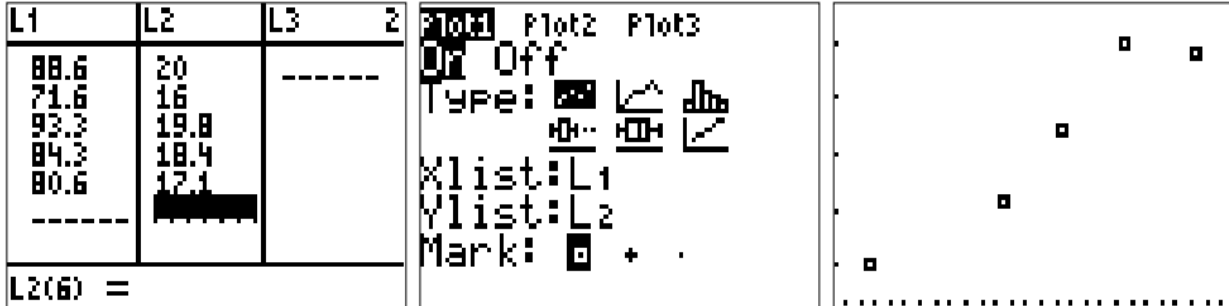 L1 L2 L3 2
88.6 20 ------
71.6 16
93.3 19.8
84.3 18.4
80.6 17.1
------
L2(6) =
Plot1 Plot2 Plot3
On Off
Type:
Xlist:L1
Ylist:L2
Mark: + ·